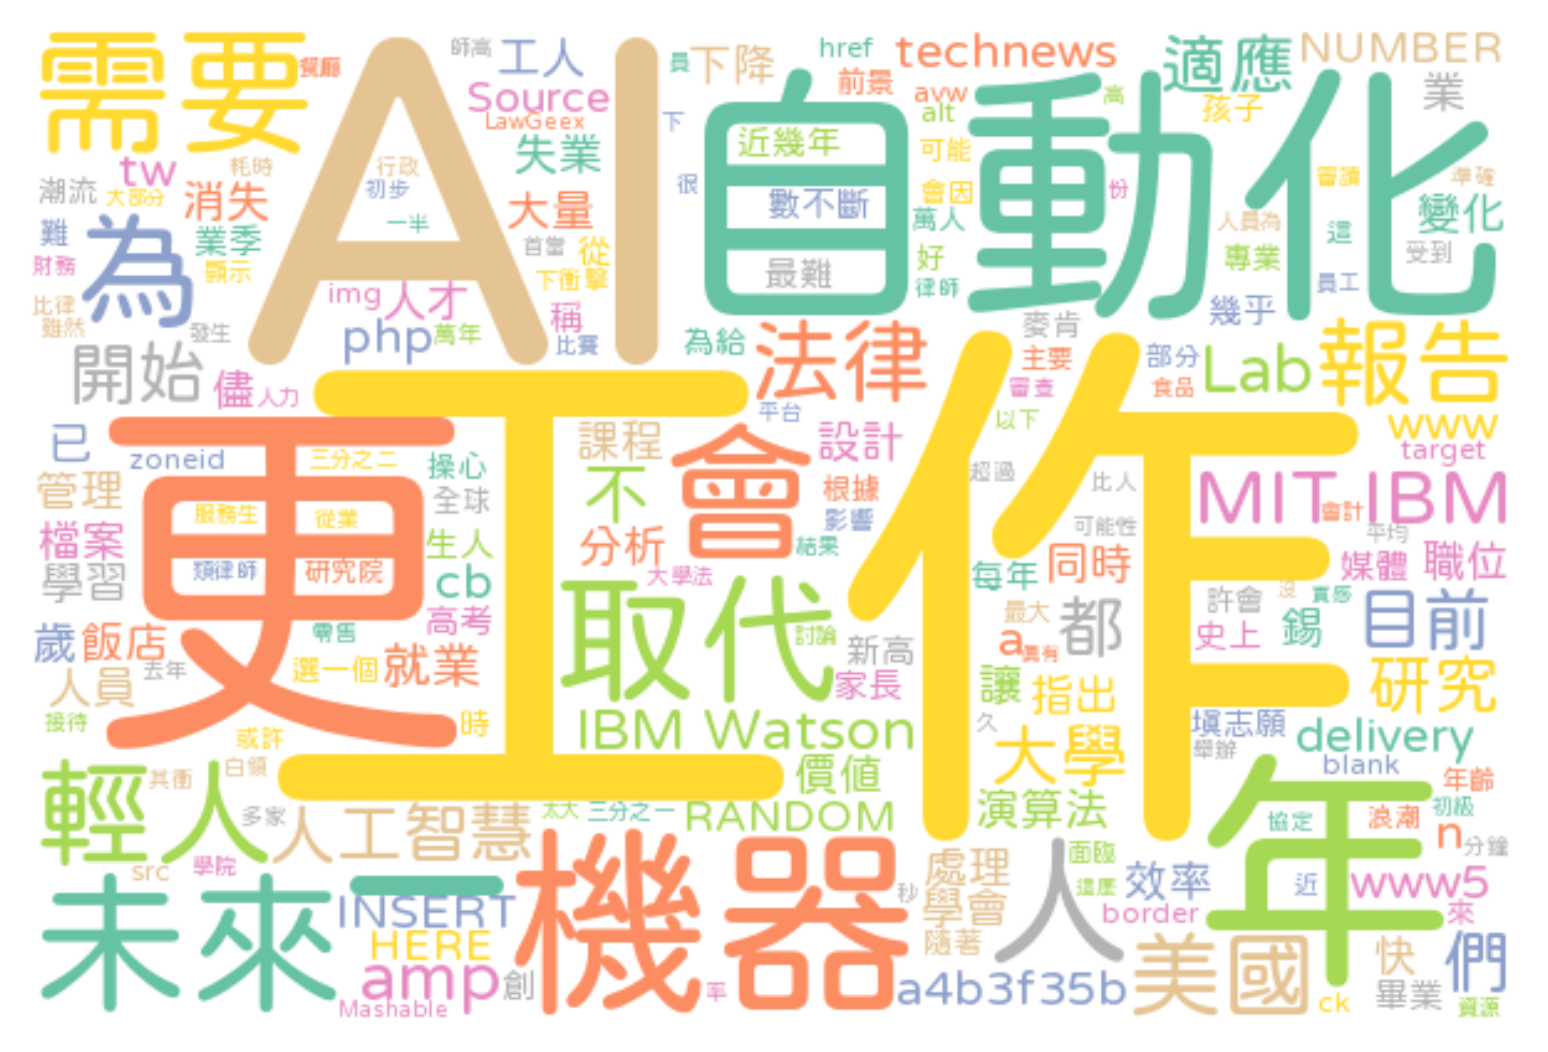 需要
餐廳
AI
師高
工人
Source
LawGeex
員
下降
href
technews
適應
NUMBER
前景
avw
alt
高
孩子
業
自動化
近幾年
可能
失業
下
tw
耗時
行政
初步
一半
潮流
大部分
消失
大量
很
數不斷
會因
萬人
份
審讀
準確
人員為
這
變化
難
為
業季
財務
顯示
首當
從
下衝擊
最難
好
律師
專業
受到
員工
比律
雖然
發生
img
人才
稱
php
萬年
比賽
為給
法律
幾乎
麥肯
主要
審查
部分
食品
Lab
報告
開始
儘
人力
工作
平台
以下
www
target
已
zoneid
三分之二
操心
課程
會
設計
超過
比人
管理
更
服務生
從業
全球
不
根據
影響
MIT
IBM
會計
可能性
平均
檔案
生人
分析
結果
學習
類律師
研究院
cb
大學法
每年
同時
媒體
職位
高考
取代
討論
最大
都
許會
沒
實感
歲
飯店
零售
新高
a
史上
錫
目前
去年
選一個
就業
家長
讓
指出
研究
人員
接待
時
IBM Watson
久
填志願
delivery
或許
大學
舉辦
blank
輕人
其衝
白領
價值
年齡
多家
人工智慧
太大
三分之一
RANDOM
演算法
年
協定
浪潮
初級
n
分鐘
src
學院
機器
處理
人
面臨
效率
近
www5
未來
一
INSERT
秒
學會
border
來
HERE
隨著
amp
創
率
a4b3f35b
美國
快
們
Mashable
ck
畢業
資源